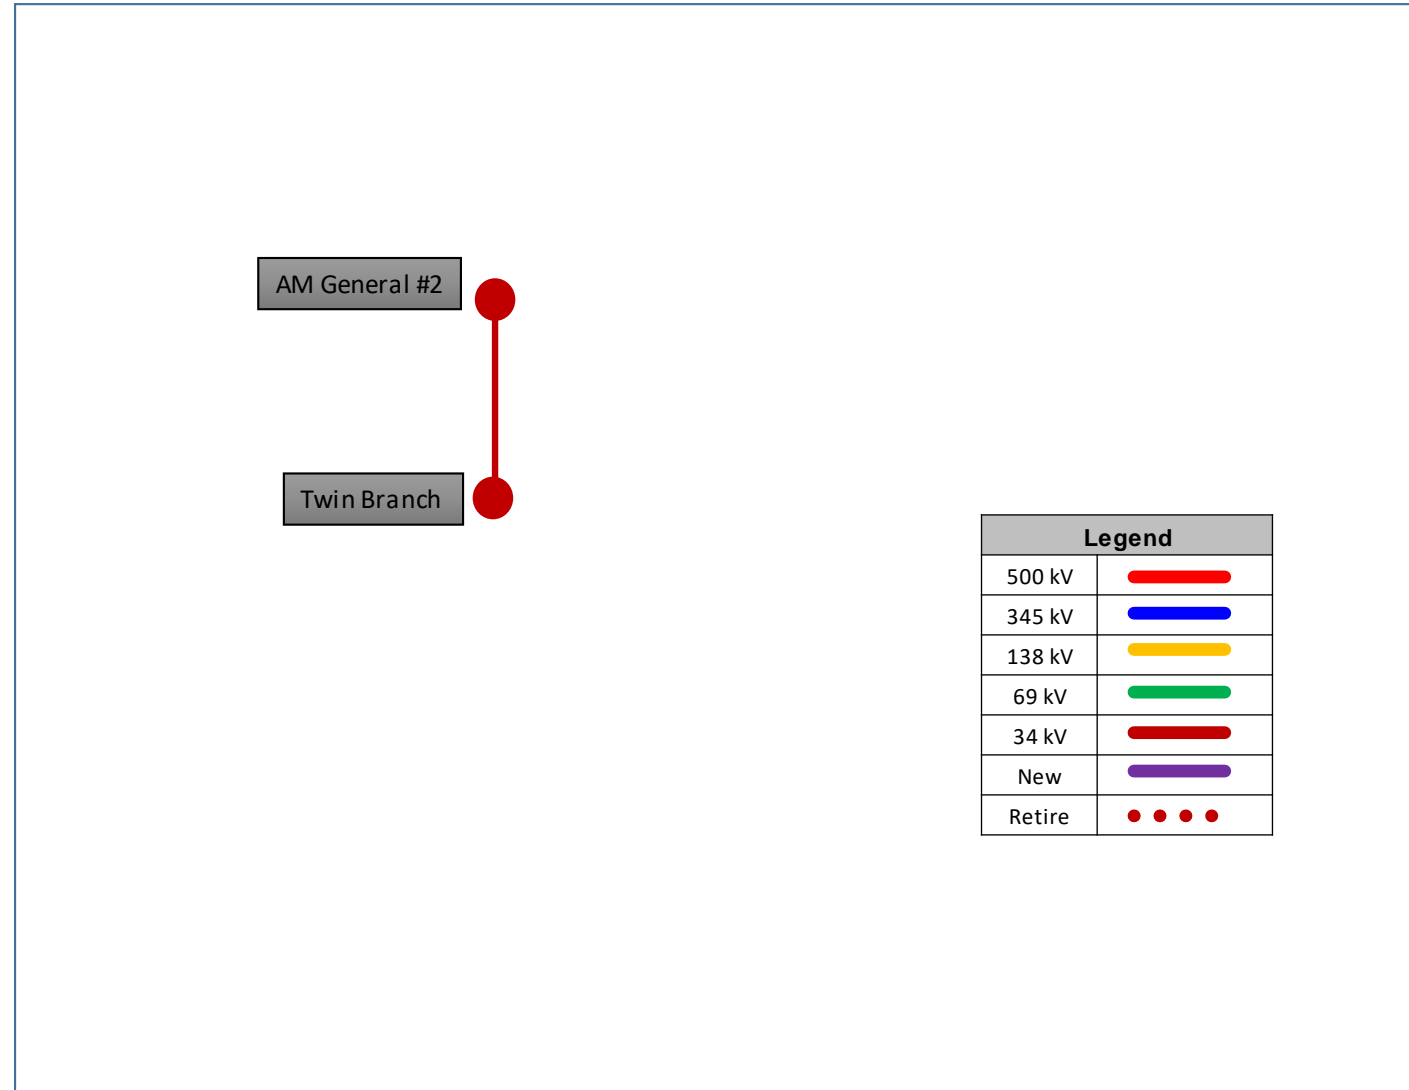 AM General #2
Twin Branch
Legend
500 kV
345 kV
138 kV
69 kV
34 kV
New
Retire